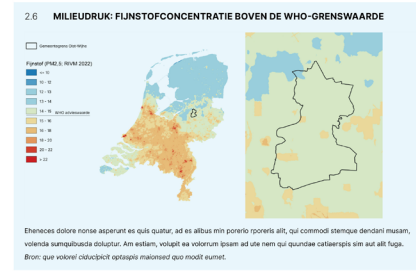 2.6 MILIEUDRUK: FIJNSTOFCONCENTRATIE BOVEN DE WHO-GRENSWAARDE
Gemeentegrens Olst-Wijhe
Fijnstof (PM2,5; RIVM 2022)
<= 10
10 - 12
12 - 13
13 - 14
14 - 15 WHO advieswaarde
15 - 16
16 - 18
18 - 20
20 - 22
> 22
Eheneces dolore nonse asperunt es quis quatur, ad es alibus min porerio rporeris alit, qui commodi stemque dendani musam,
volenda sumquibusda doluptur. Am estiam, volupit ea volorrum ipsam ad ute nem qui quundae catiaerspis sim aut alit fuga.
Bron: que volorei ciducipicit optaspis maionsed quo modit eumet.